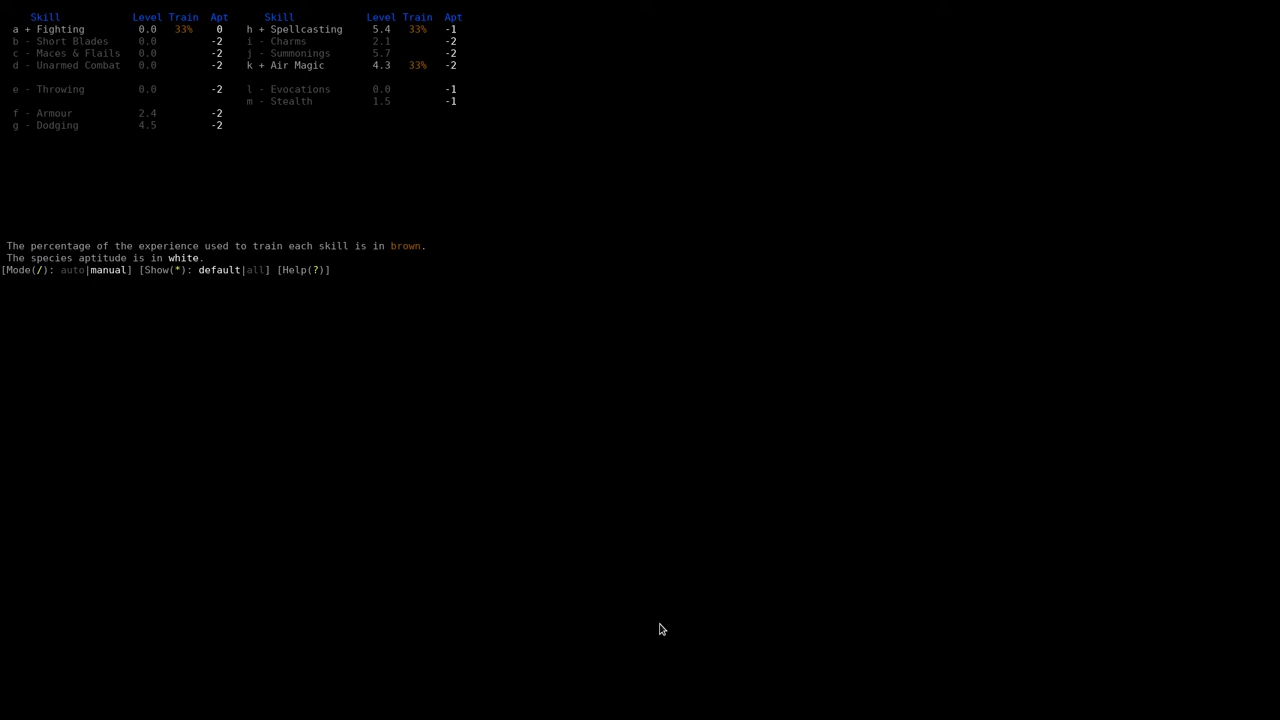 Skill Level Train Apt Skill Level Train Apt
a + Fighting 0.0 33% 0 h + Spellcasting 5.4 33% -1
b - Short Blades 0.0 -2 i - Charms 2.1 -2
c - Maces & Flails 0.0 -2 j - Summonings 5.7 -2
d - Unarmed Combat 0.0 -2 k + Air Magic 4.3 33% -2
e - Throwing 0.0 -2 l - Evocations 0.0 -1
m - Stealth 1.5 -1
f - Armour 2.4 -2
g - Dodging 4.5 -2
The percentage of the experience used to train each skill is in brown.
The species aptitude is in white.
[Mode(/): auto|manual] [Show(*): default|all] [Help(?)]